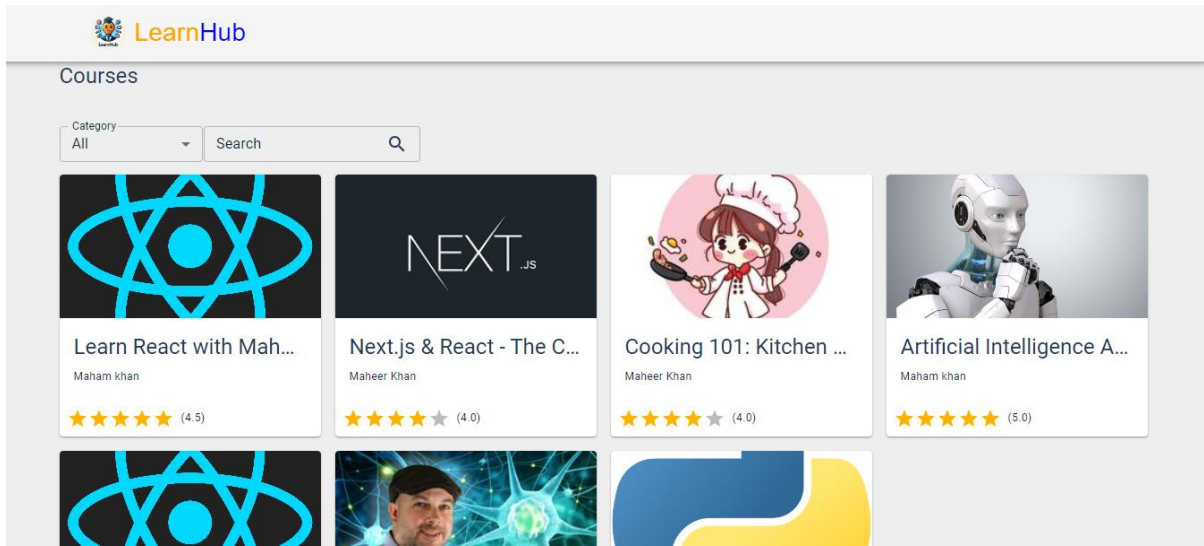 LearnHub
LearnHub
Courses
Category
All
Search
NEXT.JS
Learn React with Mah...
Next.js & React - The C...
Cooking 101: Kitchen ...
Artificial Intelligence A...
Maham khan
Maheer Khan
Maheer Khan
Maham khan
(4.5)
(4.0)
(4.0)
(5.0)